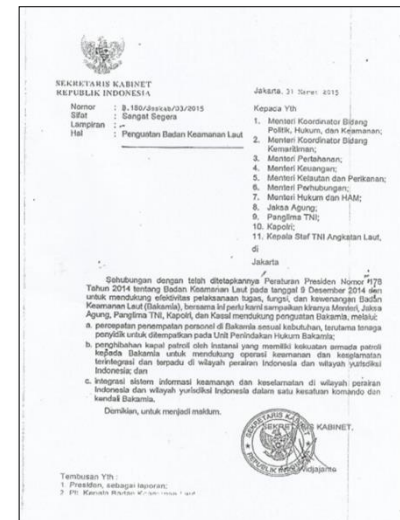 SEKRETARIS KABINET
REPUBLIK INDONESIA
Jakarta, 31 Maret 2015
Nomor : B.180/Seskab/03/2015
Sifat : Sangat Segera
Lampiran : -
Hal : Penguatan Badan Keamanan Laut
Kepada Yth
1. Menteri Koordinator Bidang
Politik, Hukum, dan Keamanan;
2. Menteri Koordinator Bidang
Kemaritiman;
3. Menteri Pertahanan;
4. Menteri Keuangan;
5. Menteri Kelautan dan Perikanan;
6. Menteri Perhubungan;
7. Menteri Hukum dan HAM;
8. Jaksa Agung;
9. Panglima TNI;
10. Kapolri;
11. Kepala Staf TNI Angkatan Laut,
di
Jakarta
Sehubungan dengan telah ditetapkannya Peraturan Presiden Nomor 178
Tahun 2014 tentang Badan Keamanan Laut pada tanggal 9 Desember 2014 dan
untuk mendukung efektivitas pelaksanaan tugas, fungsi, dan kewenangan Badan
Keamanan Laut (Bakamla), bersama ini perlu kami sampaikan kiranya Menteri, Jaksa
Agung, Panglima TNI, Kapolri, dan Kasal mendukung penguatan Bakamla, melalui:
a. percepatan penempatan personel di Bakamla sesuai kebutuhan, terutama tenaga
penyidik untuk ditempatkan pada Unit Penindakan Hukum Bakamla;
b. penghibahan kapal patroli oleh Instansi yang memiliki kekuatan armada patroli
kepada Bakamla untuk mendukung operasi keamanan dan keselamatan
terintegrasi dan terpadu di wilayah perairan Indonesia dan wilayah yurisdiksi
Indonesia; dan
c. integrasi sistem informasi keamanan dan keselamatan di wilayah perairan
Indonesia dan wilayah yurisdiksi Indonesia dalam satu kesatuan komando dan
kendali Bakamla.
Demikian, untuk menjadi maklum.
SEKRETARIS KABINET,
Widjajanto
Tembusan Yth :
1. Presiden, sebagai laporan;
2. Plt. Kepala Badan Keamanan Laut